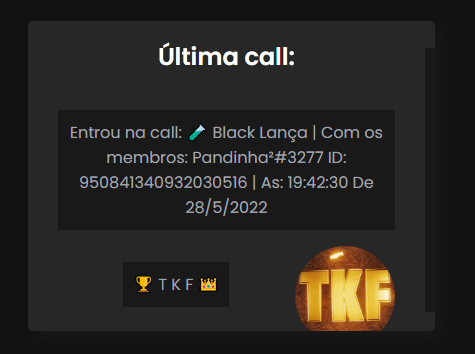 Última call:
Entrou na call: 🧪 Black Lança | Com os
membros: Pandinha²#3277 ID:
950841340932030516 | As: 19:42:30 De
28/5/2022
🏆 T K F 👑
TKF